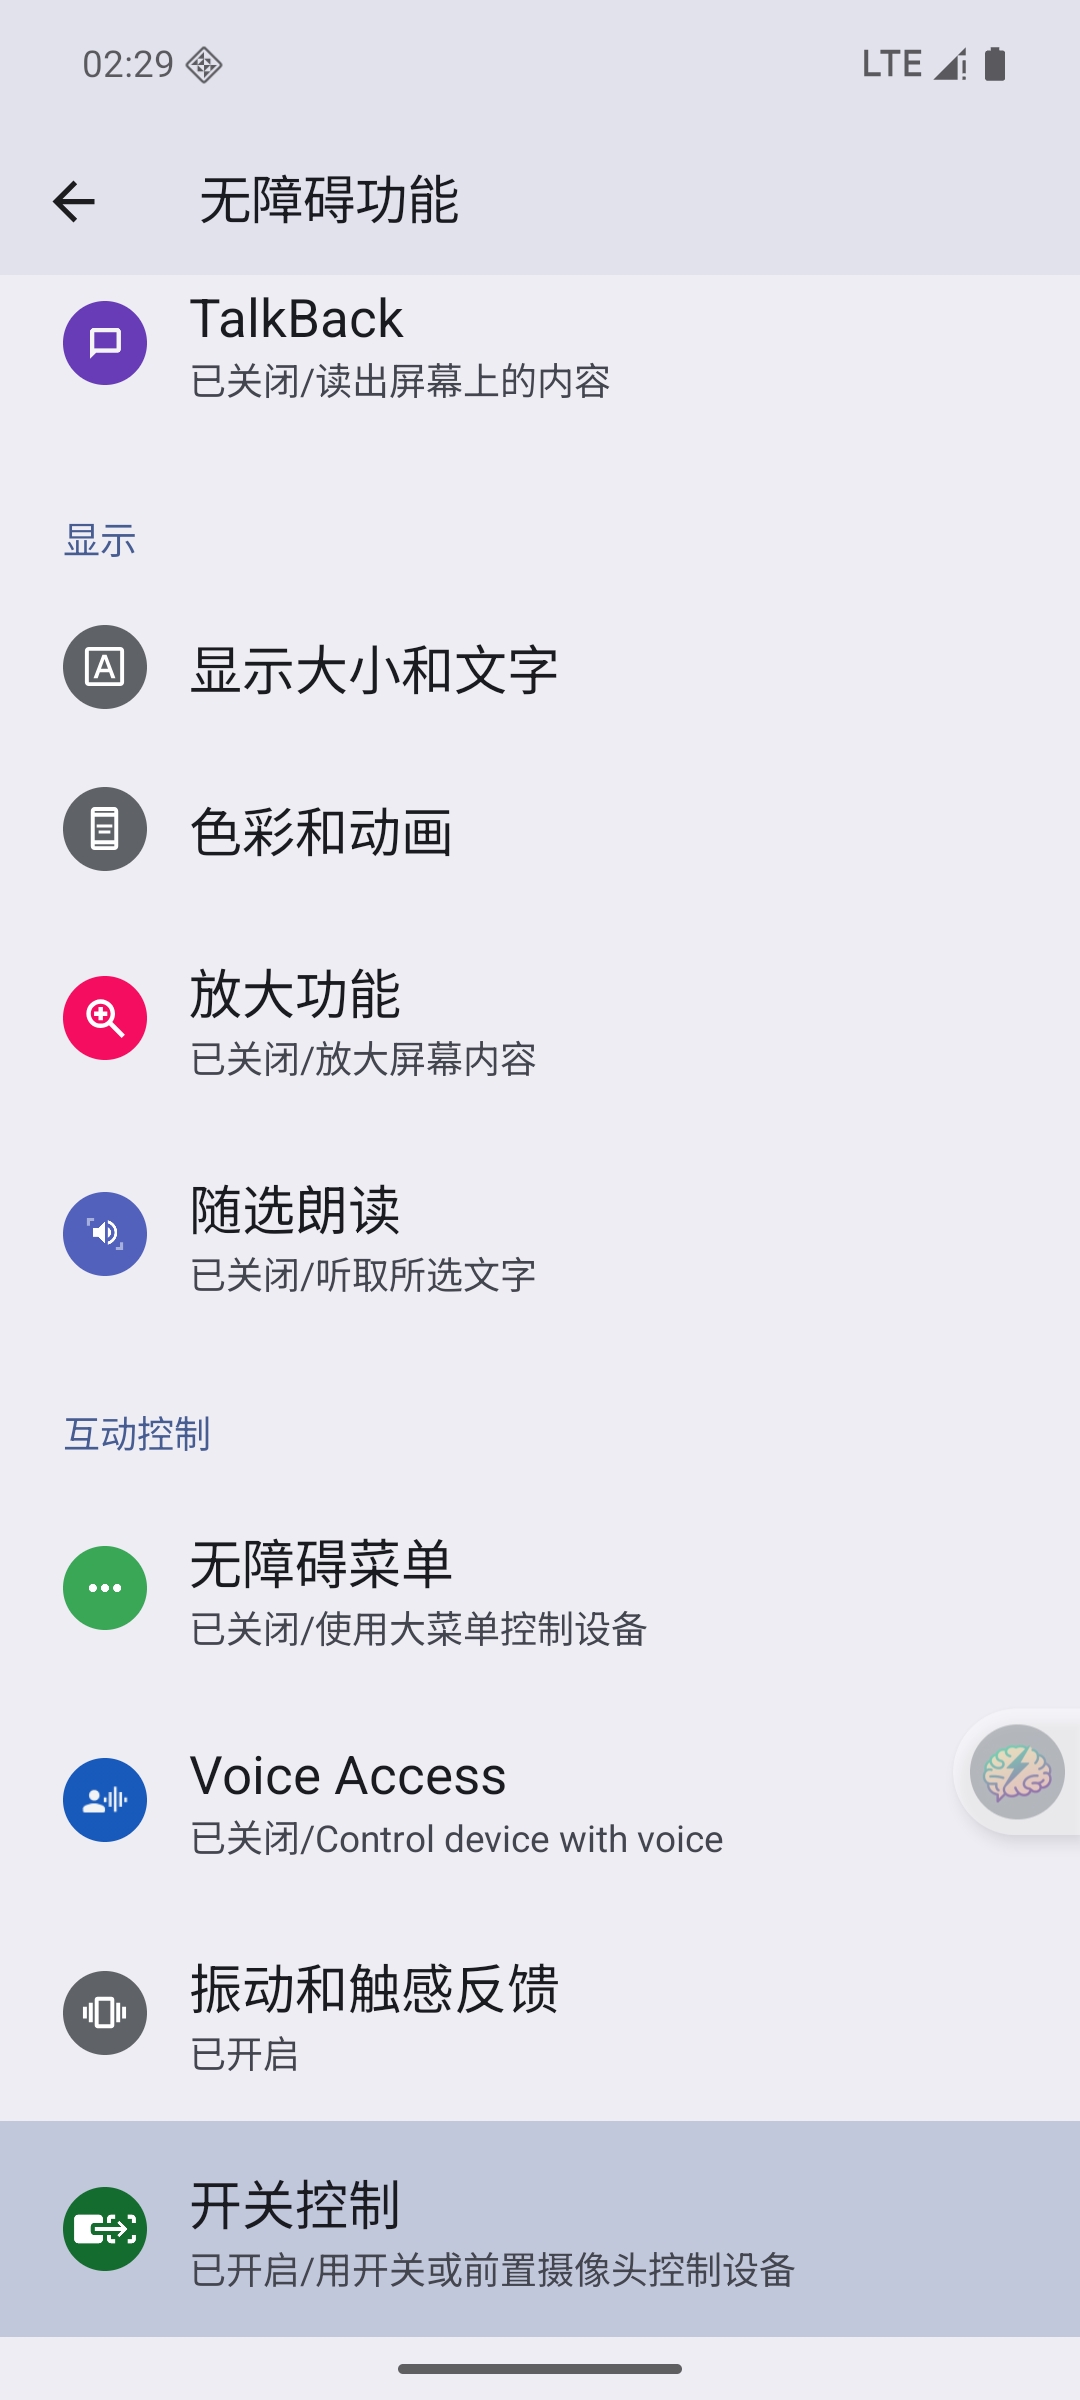 02:29
LTE
无障碍功能
TalkBack
已关闭/读出屏幕上的内容
显示
显示大小和文字
色彩和动画
放大功能
已关闭/放大屏幕内容
随选朗读
已关闭/听取所选文字
互动控制
无障碍菜单
已关闭/使用大菜单控制设备
Voice Access
已关闭/Control device with voice
振动和触感反馈
已开启
开关控制
已开启/用开关或前置摄像头控制设备